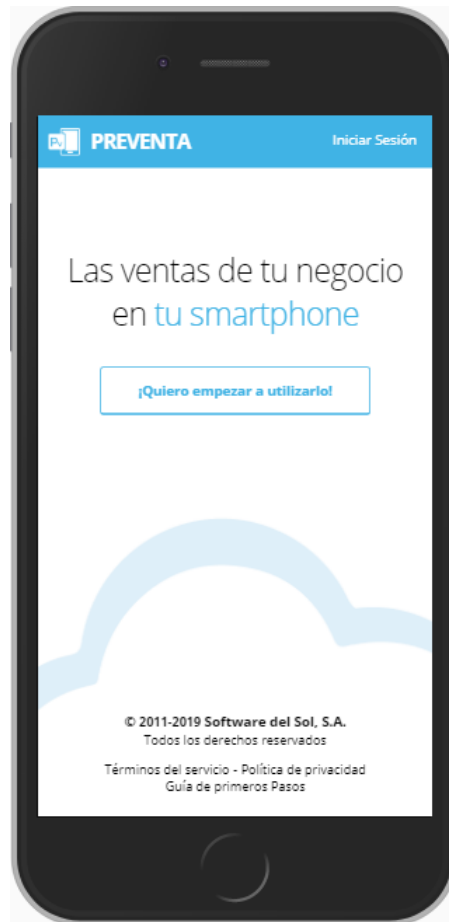 Pv PREVENTA Iniciar Sesión
Las ventas de tu negocio
en tu smartphone
¡Quiero empezar a utilizarlo!
© 2011-2019 Software del Sol, S.A.
Todos los derechos reservados
Términos del servicio - Política de privacidad
Guía de primeros Pasos